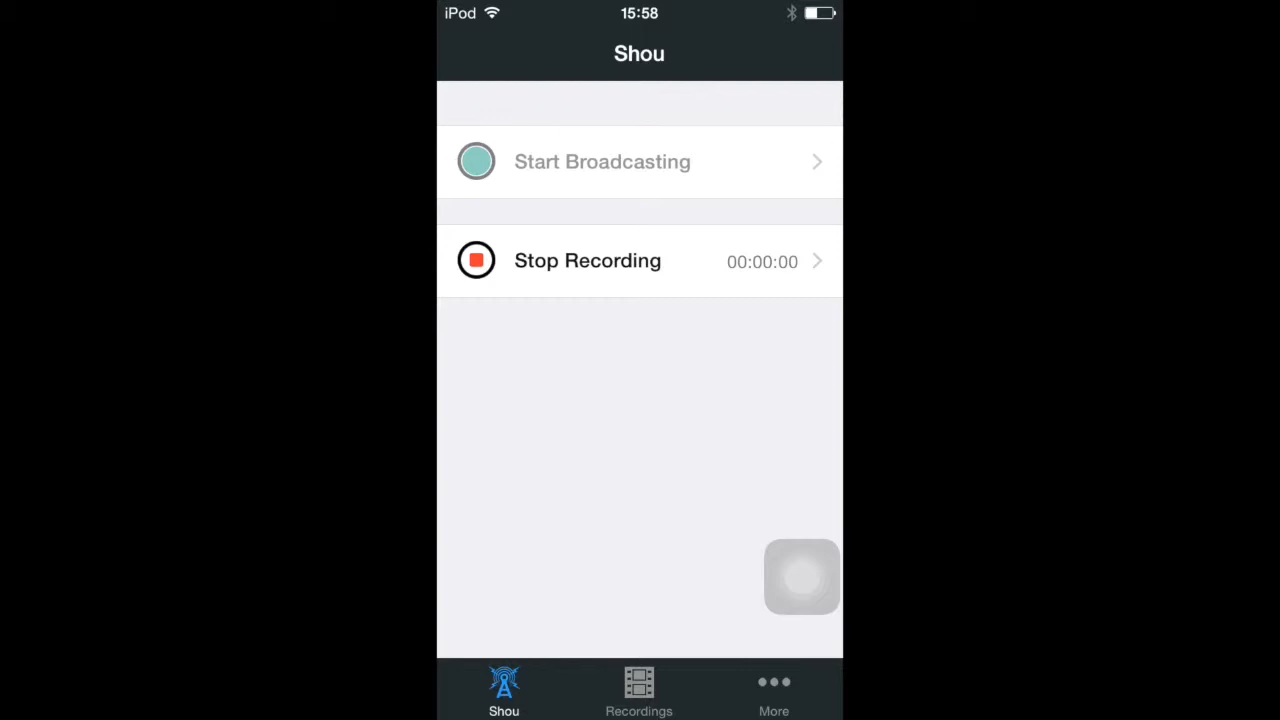 iPod 15:58
Shou
Start Broadcasting
Stop Recording 00:00:00
Shou Recordings More